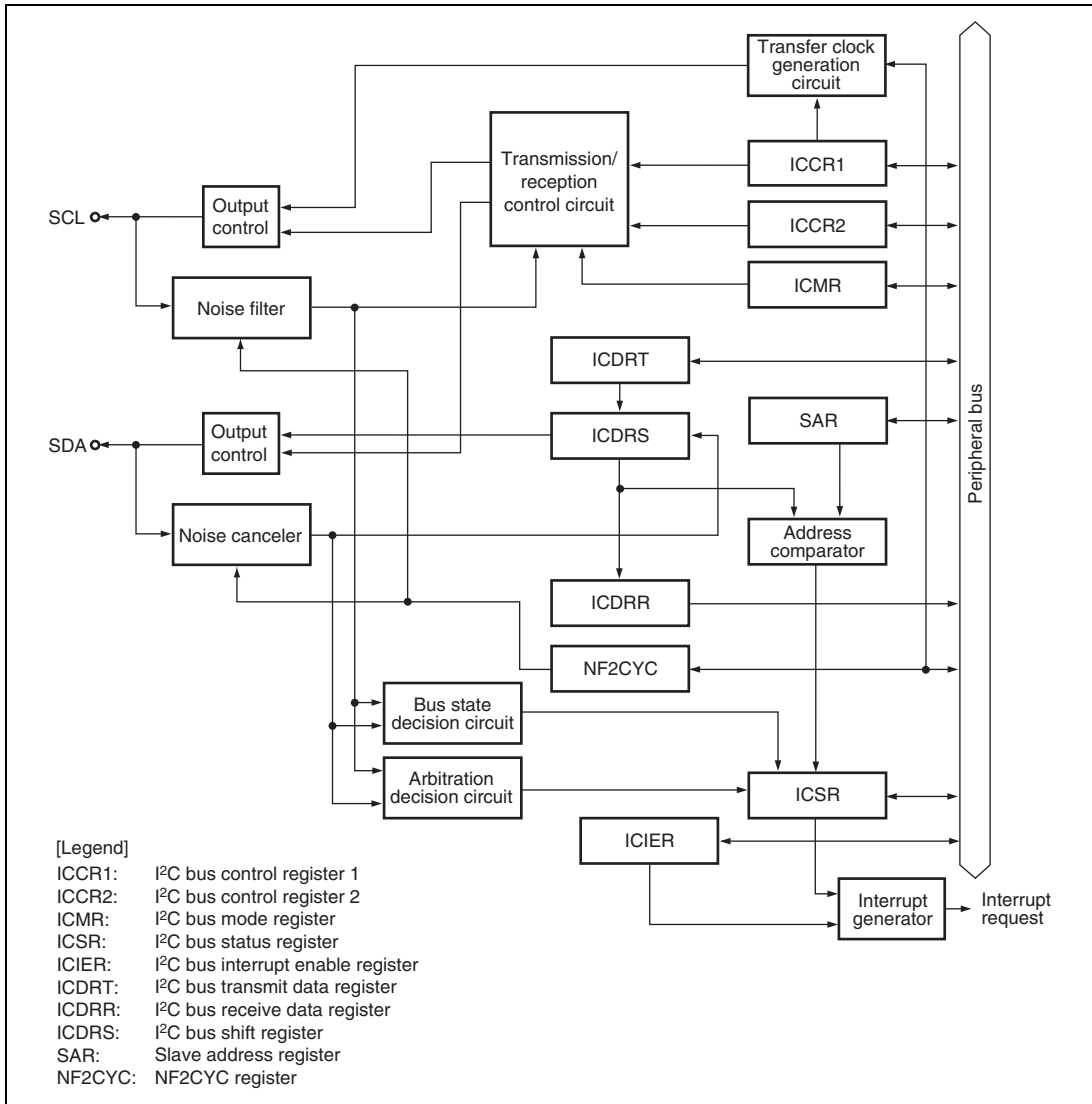 Transfer clock
generation
circuit
Transmission/
reception
control circuit
ICCR1
SCL
Output
control
ICCR2
ICMR
Noise filter
ICDRT
SAR
Peripheral bus
SDA
Output
control
ICDRS
Noise canceler
Address
comparator
ICDRR
NF2CYC
Bus state
decision circuit
Arbitration
decision circuit
ICSR
ICIER
Interrupt
generator
Interrupt
request
[Legend]
ICCR1: I²C bus control register 1
ICCR2: I²C bus control register 2
ICMR: I²C bus mode register
ICSR: I²C bus status register
ICIER: I²C bus interrupt enable register
ICDRT: I²C bus transmit data register
ICDRR: I²C bus receive data register
ICDRS: I²C bus shift register
SAR: Slave address register
NF2CYC: NF2CYC register